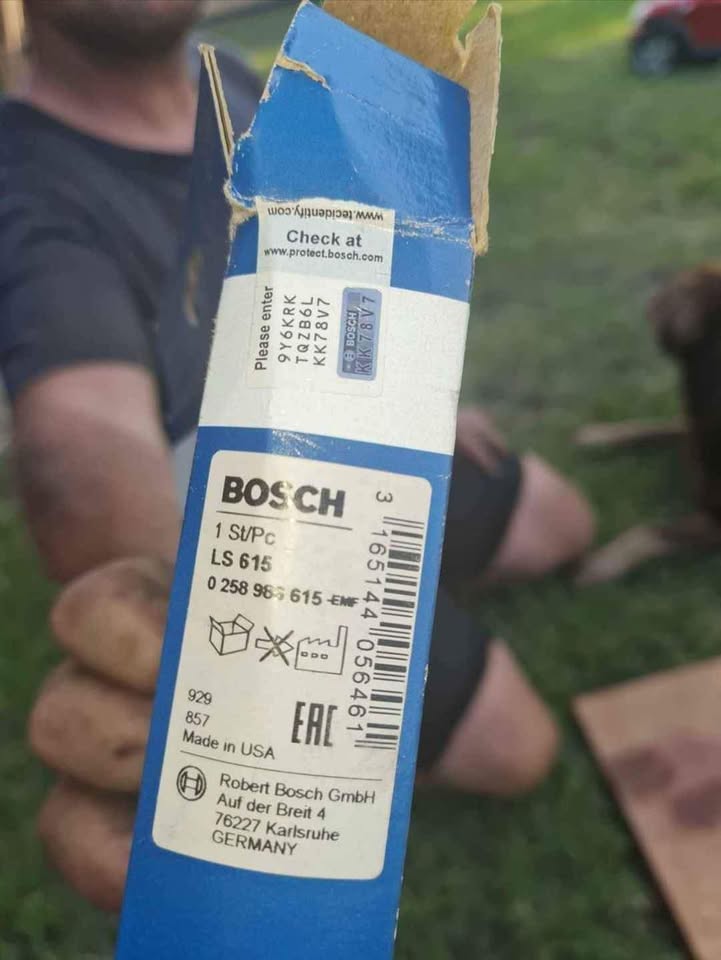 www.tecidentify.com
Check at
www.protect.bosch.com
Please enter
9Y6KRK
TQZB6L
KK78V7
BOSCH
KK78V7
BOSCH
1 St/Pc
LS 615
0 258 986 615 EMF
3 165144 056461
929
857
EAC
Made in USA
Robert Bosch GmbH
Auf der Breit 4
76227 Karlsruhe
GERMANY